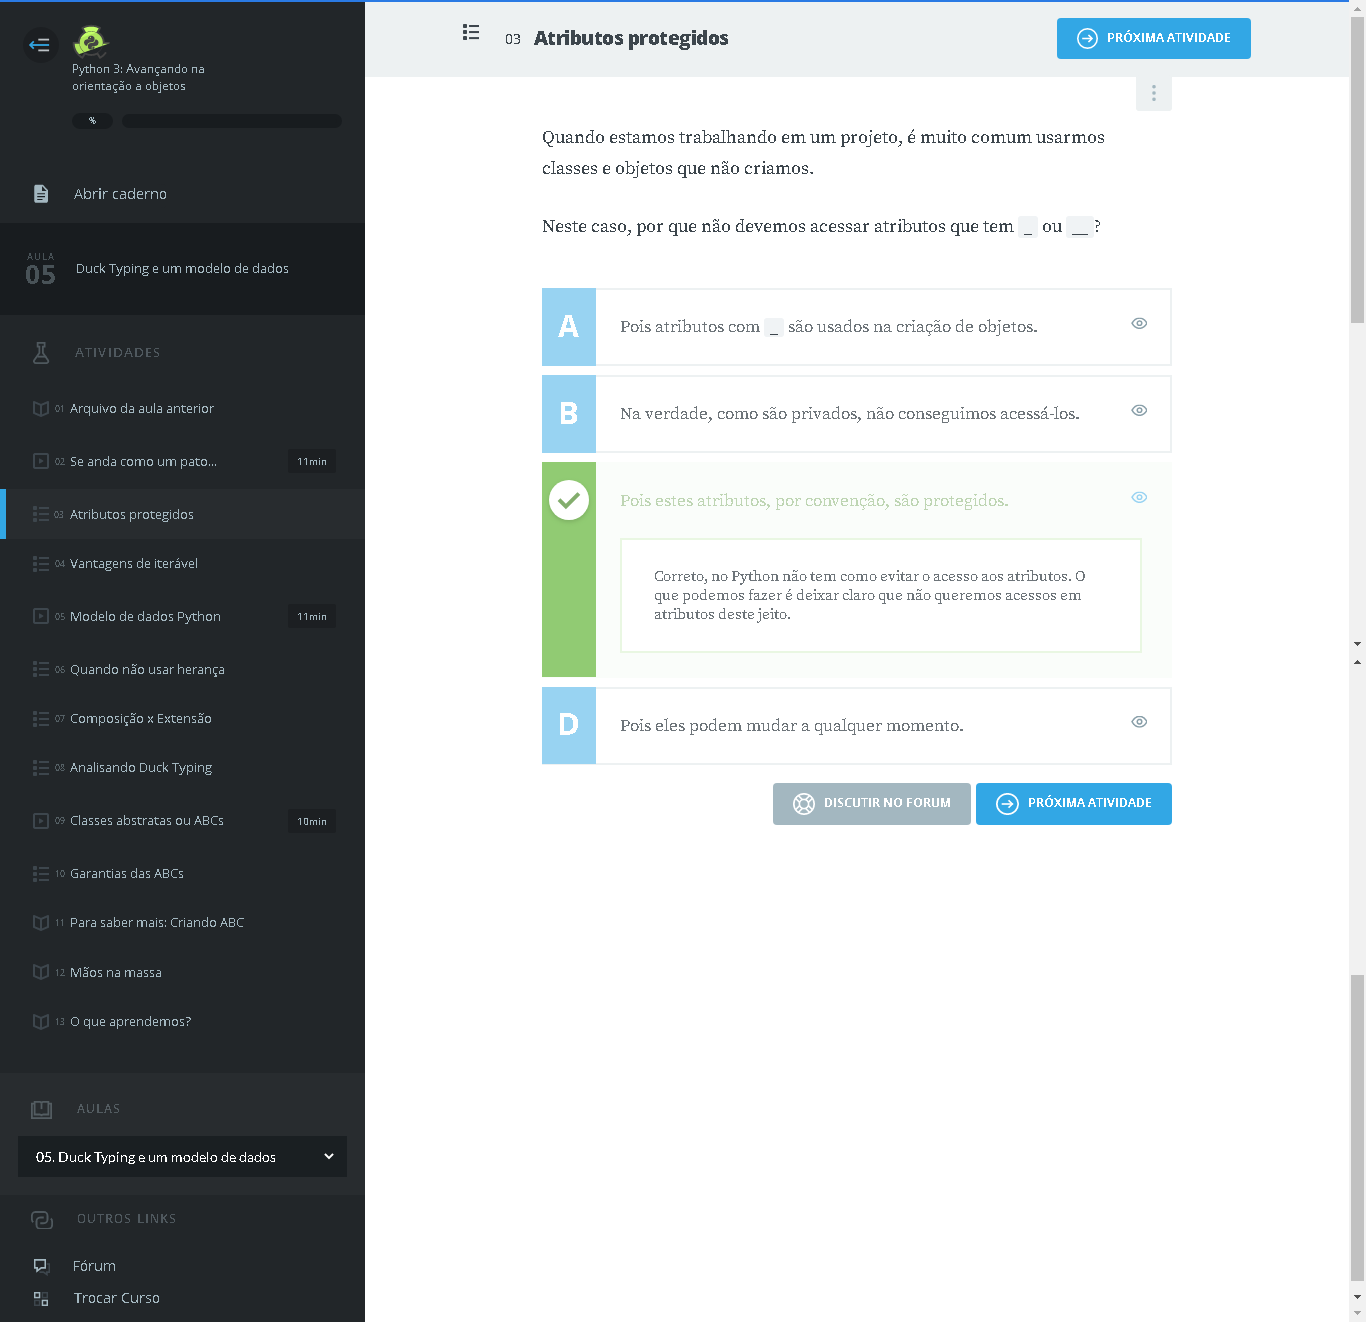 Python 3: Avançando na
orientação a objetos
%
Abrir caderno
AULA
05
Duck Typing e um modelo de dados
ATIVIDADES
01 Arquivo da aula anterior
02 Se anda como um pato... 11min
03 Atributos protegidos
04 Vantagens de iterável
05 Modelo de dados Python 11min
06 Quando não usar herança
07 Composição x Extensão
08 Analisando Duck Typing
09 Classes abstratas ou ABCs 10min
10 Garantias das ABCs
11 Para saber mais: Criando ABC
12 Mãos na massa
13 O que aprendemos?
AULAS
05. Duck Typing e um modelo de dados
OUTROS LINKS
Fórum
Trocar Curso
03 Atributos protegidos
PRÓXIMA ATIVIDADE
Quando estamos trabalhando em um projeto, é muito comum usarmos
classes e objetos que não criamos.
Neste caso, por que não devemos acessar atributos que tem _ ou __?
A Pois atributos com _ são usados na criação de objetos.
B Na verdade, como são privados, não conseguimos acessá-los.
Pois estes atributos, por convenção, são protegidos.
Correto, no Python não tem como evitar o acesso aos atributos. O
que podemos fazer é deixar claro que não queremos acessos em
atributos deste jeito.
D Pois eles podem mudar a qualquer momento.
DISCUTIR NO FORUM
PRÓXIMA ATIVIDADE